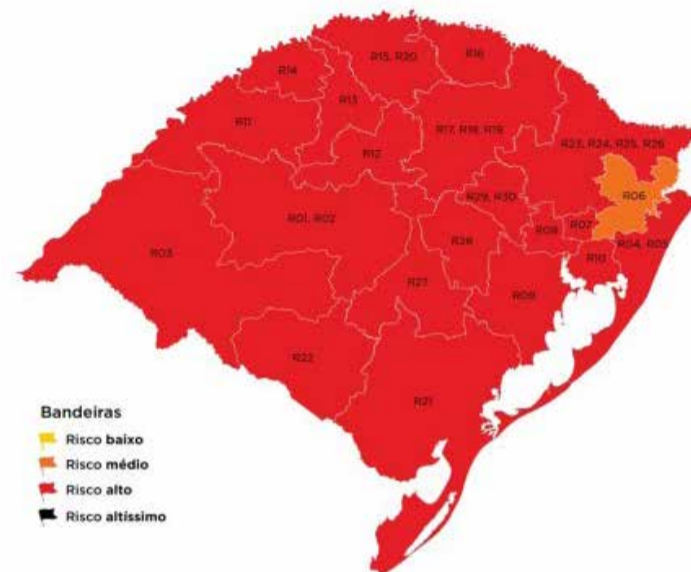 R15, R20
R16
R14
R13
R11
R17, R18, R19
R12
R23, R24, R25, R26
R29, R30
R06
R01, R02
R08
R07
R03
R28
R04, R05
R10
R27
R09
R22
R21
Bandeiras
Risco baixo
Risco médio
Risco alto
Risco altíssimo